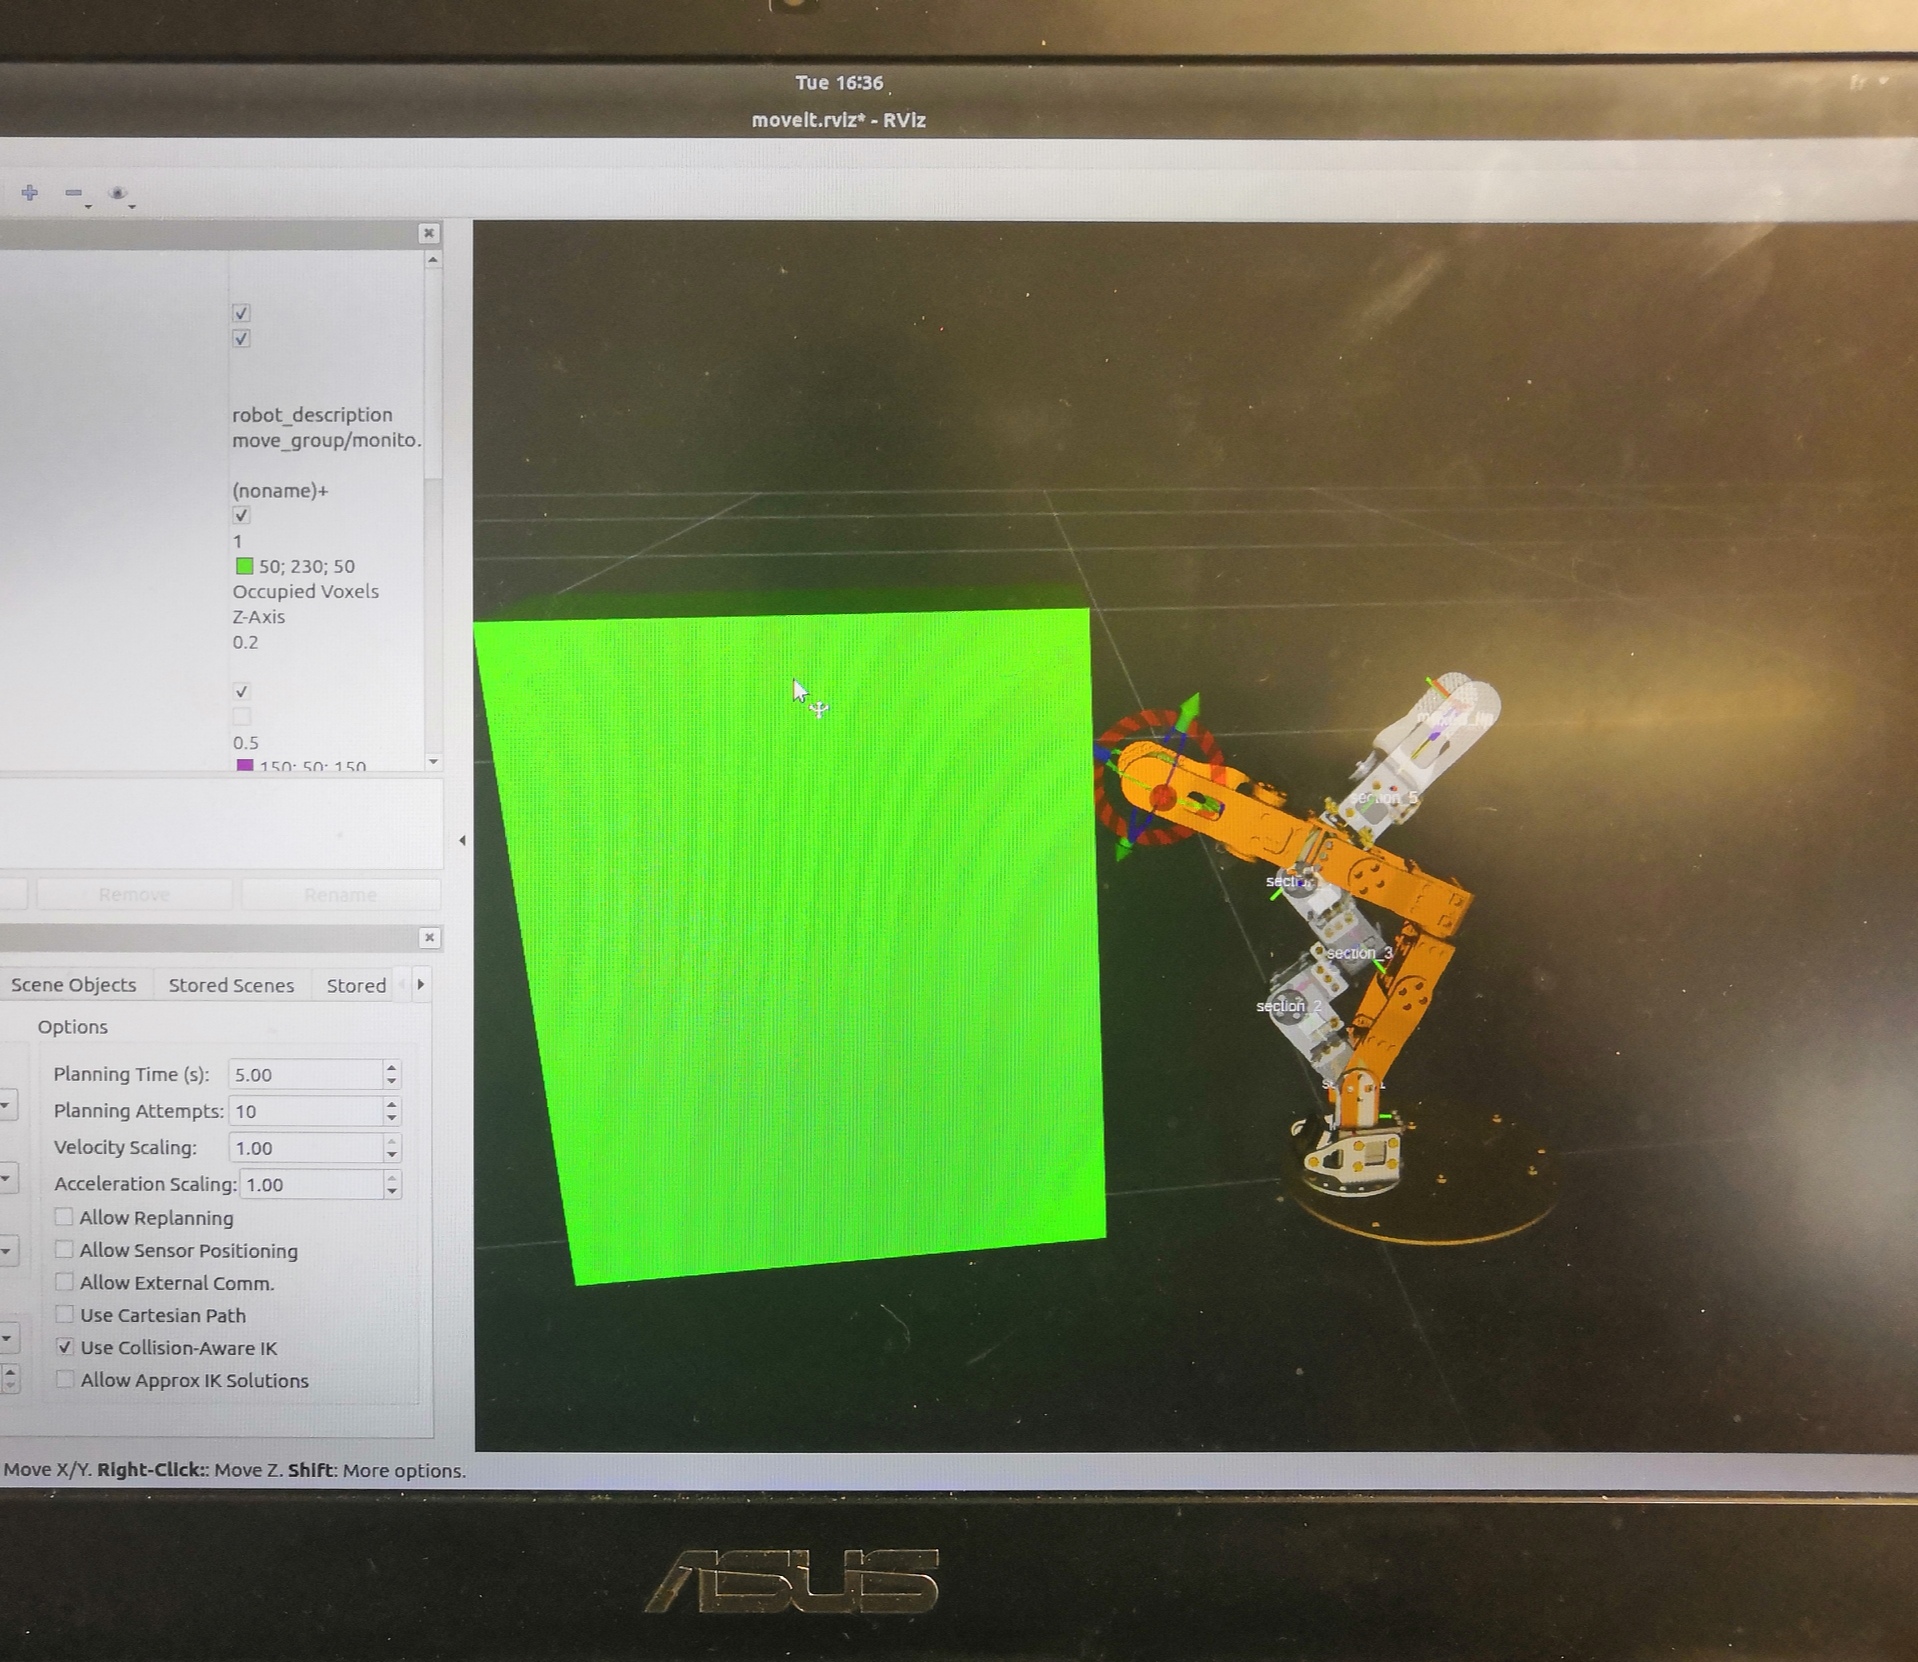 Tue 16:36
fr
moveit.rviz* - RViz
robot_description
move_group/monito.
(noname)+
1
50; 230; 50
Occupied Voxels
Z-Axis
0.2
0.5
150; 50; 150
section_5
section_3
section_2
Remove
Rename
Scene Objects
Stored Scenes
Stored
Options
Planning Time (s):
5.00
Planning Attempts:
10
Velocity Scaling:
1.00
Acceleration Scaling:
1.00
Allow Replanning
Allow Sensor Positioning
Allow External Comm.
Use Cartesian Path
Use Collision-Aware IK
Allow Approx IK Solutions
Move X/Y. Right-Click:: Move Z. Shift: More options.
ASUS